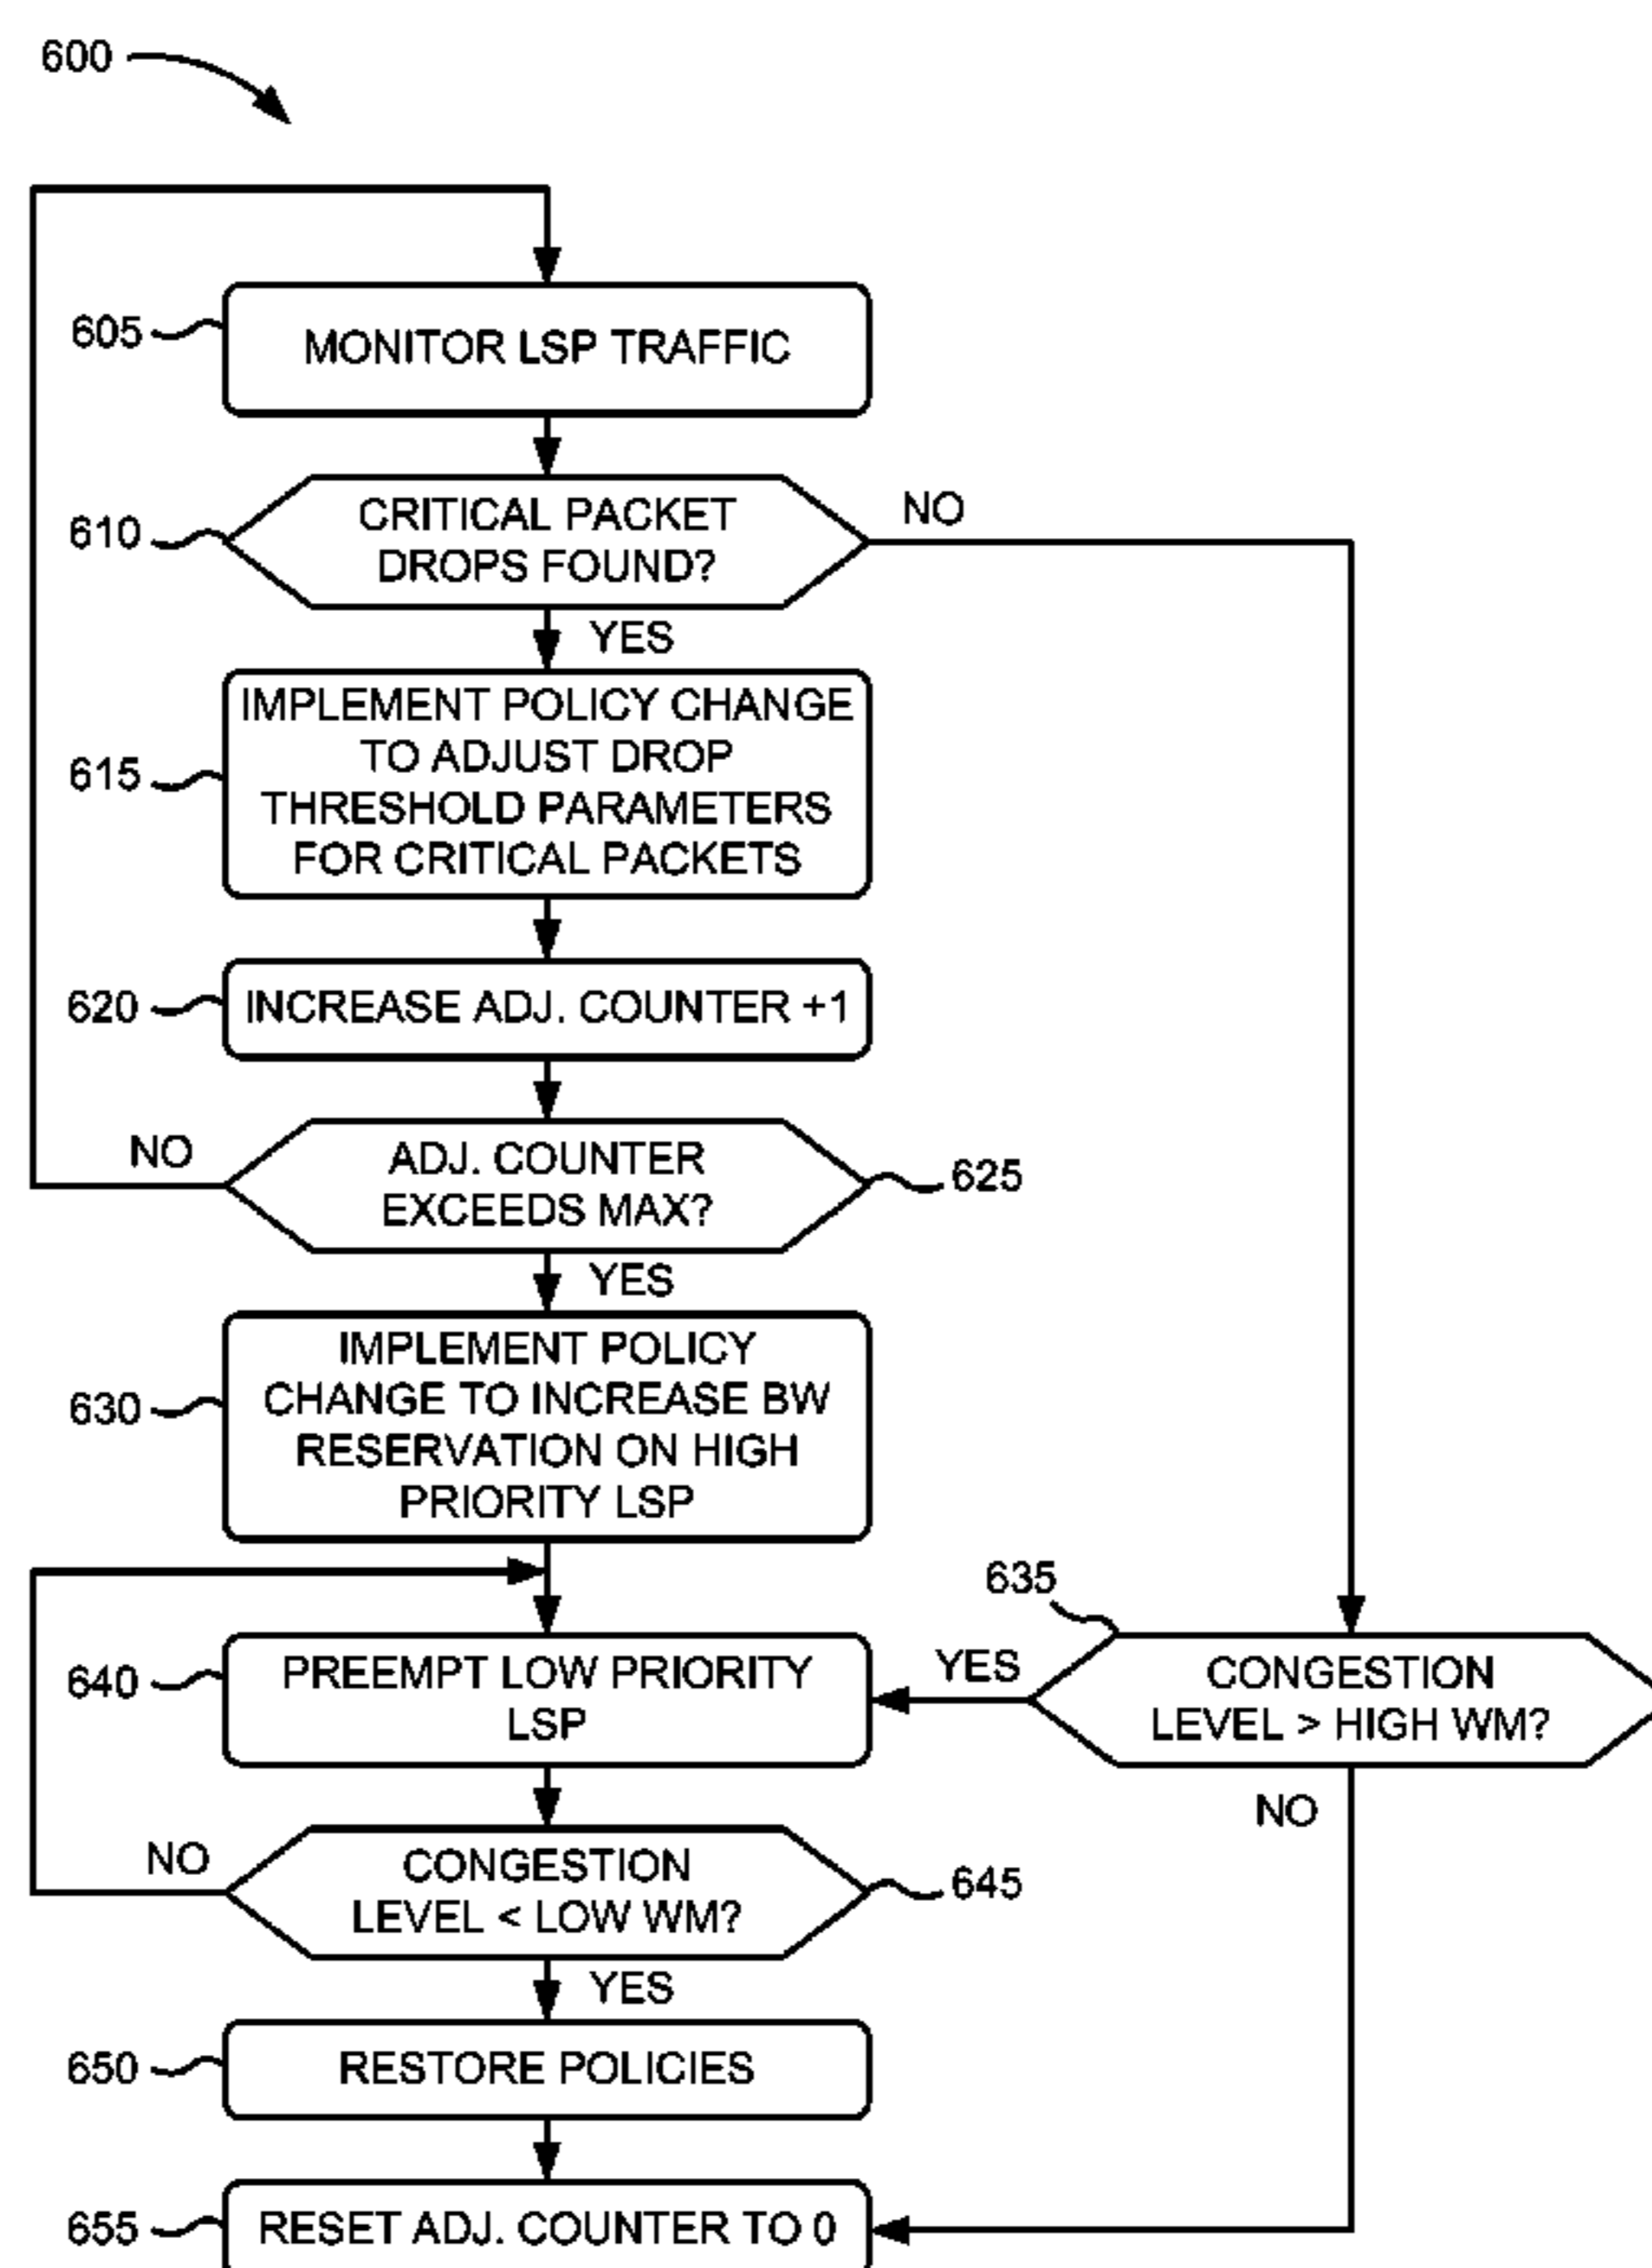 600
605
MONITOR LSP TRAFFIC
610
CRITICAL PACKET
DROPS FOUND?
NO
YES
615
IMPLEMENT POLICY CHANGE
TO ADJUST DROP
THRESHOLD PARAMETERS
FOR CRITICAL PACKETS
620
INCREASE ADJ. COUNTER +1
NO
ADJ. COUNTER
EXCEEDS MAX?
625
YES
630
IMPLEMENT POLICY
CHANGE TO INCREASE BW
RESERVATION ON HIGH
PRIORITY LSP
635
640
PREEMPT LOW PRIORITY
LSP
YES
CONGESTION
LEVEL > HIGH WM?
NO
NO
CONGESTION
LEVEL < LOW WM?
645
YES
650
RESTORE POLICIES
655
RESET ADJ. COUNTER TO 0